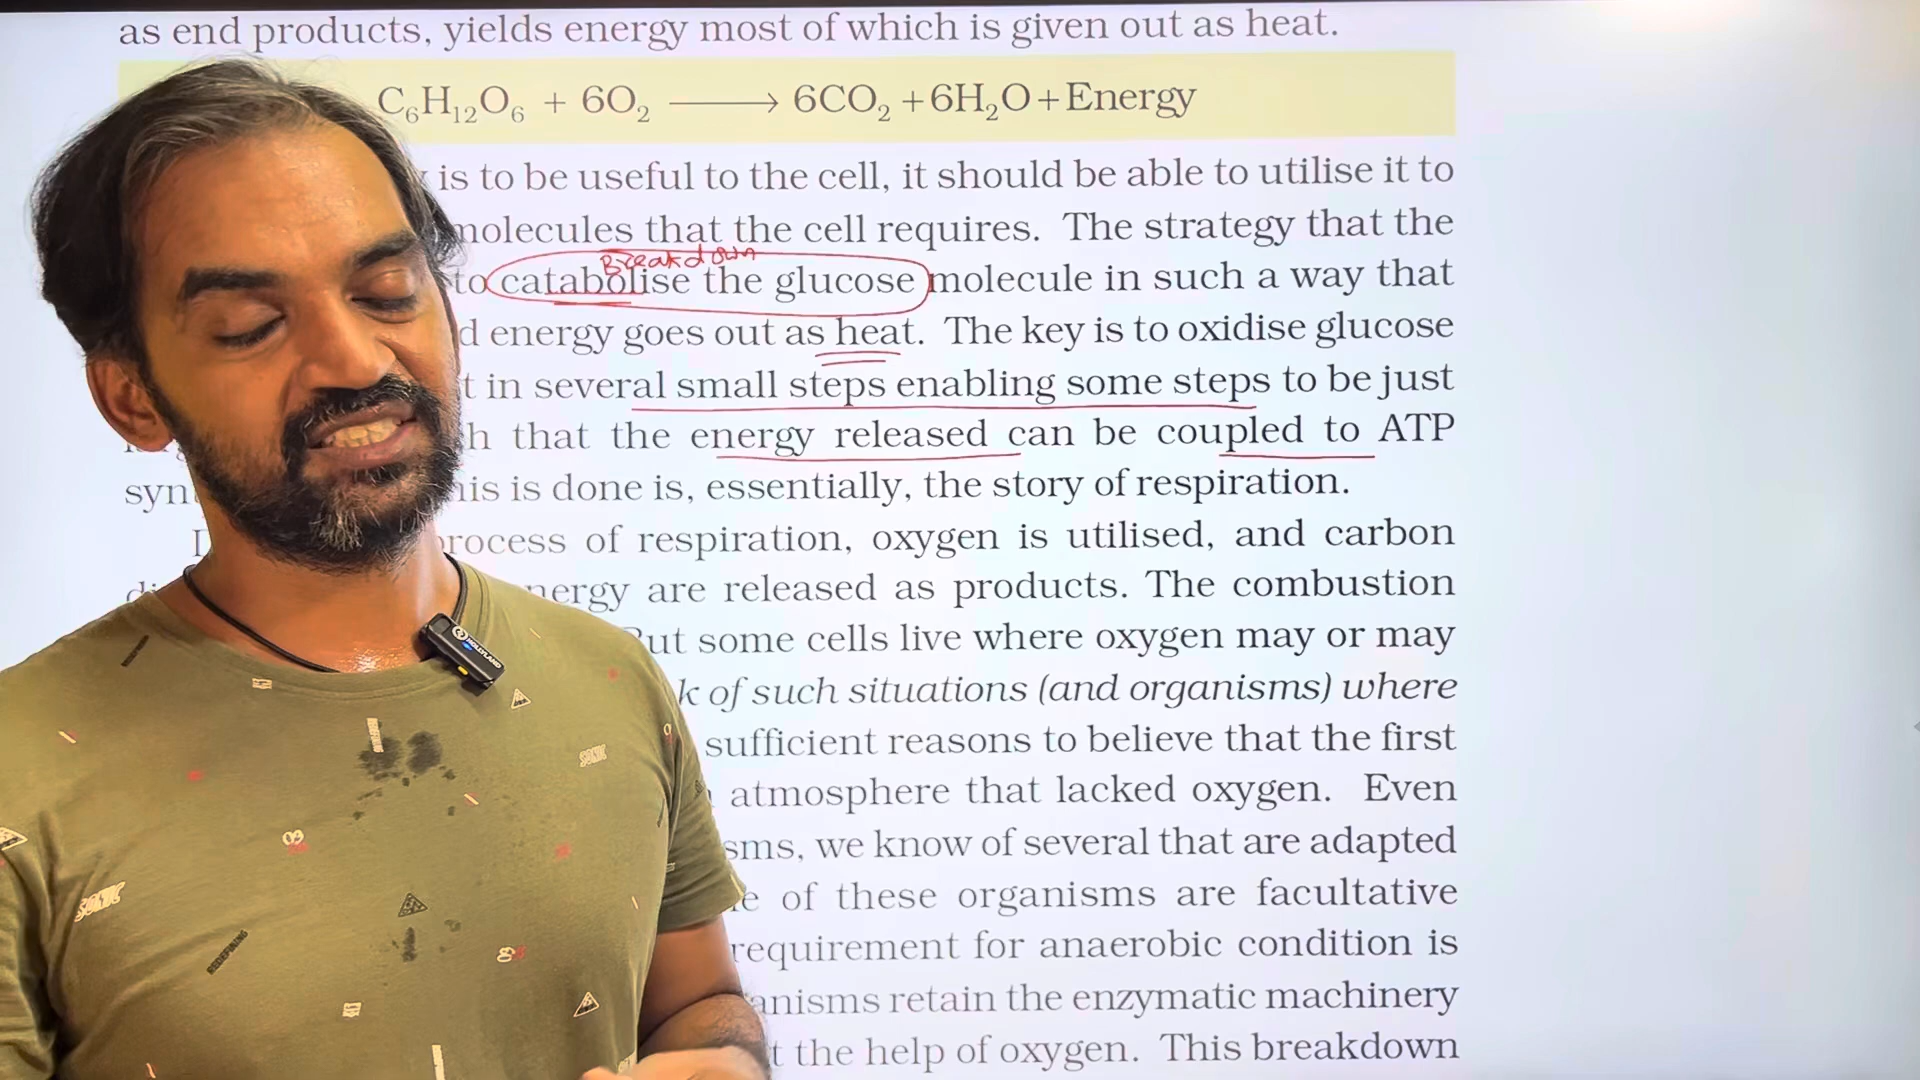 as end products, yields energy most of which is given out as heat.
C₆H₁₂O₆ + 6O₂ ⟶ 6CO₂ + 6H₂O + Energy
is to be useful to the cell, it should be able to utilise it to
molecules that the cell requires. The strategy that the
Breakdown
to catabolise the glucose molecule in such a way that
d energy goes out as heat. The key is to oxidise glucose
t in several small steps enabling some steps to be just
h that the energy released can be coupled to ATP
syn his is done is, essentially, the story of respiration.
process of respiration, oxygen is utilised, and carbon
di nergy are released as products. The combustion
But some cells live where oxygen may or may
k of such situations (and organisms) where
sufficient reasons to believe that the first
atmosphere that lacked oxygen. Even
sms, we know of several that are adapted
e of these organisms are facultative
requirement for anaerobic condition is
anisms retain the enzymatic machinery
t the help of oxygen. This breakdown
HOLLYLAND
SONIC
SONIC
REDEFINING